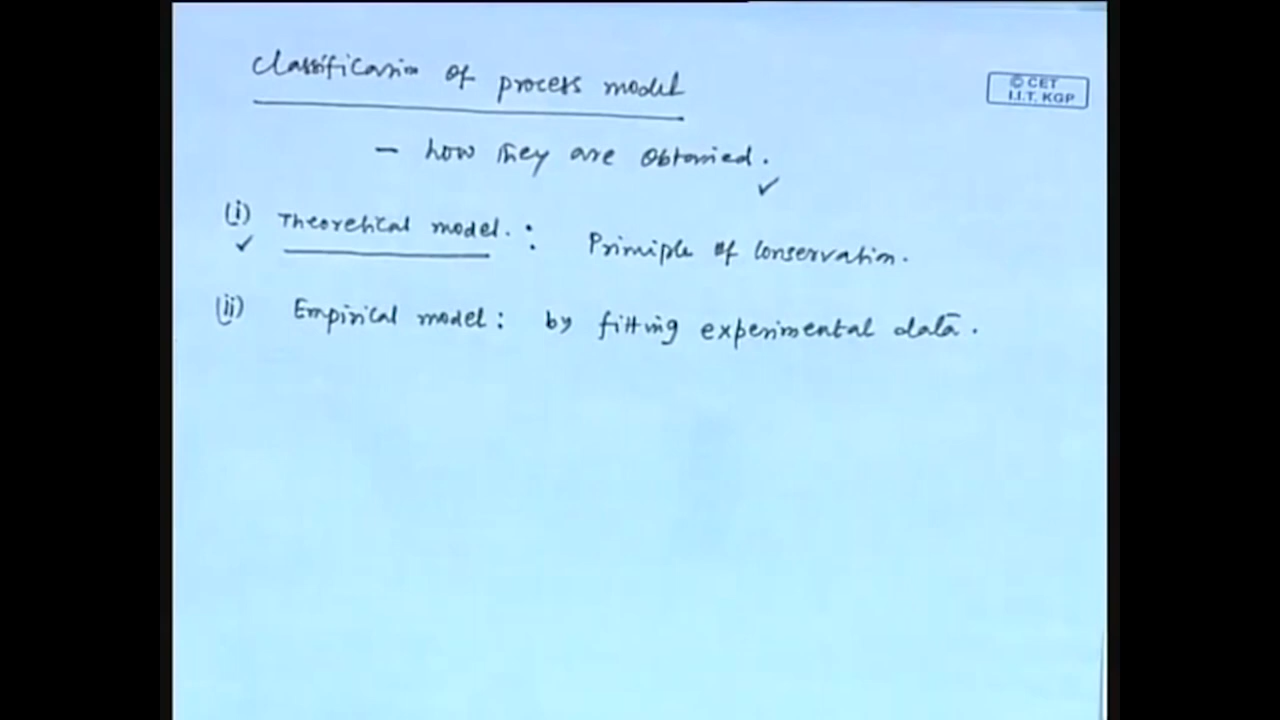 Classification of process model
© CET
I.I.T. KGP
- how they are obtained.
(i) Theoretical model. : Principle of conservation.
(ii) Empirical model: by fitting experimental data.